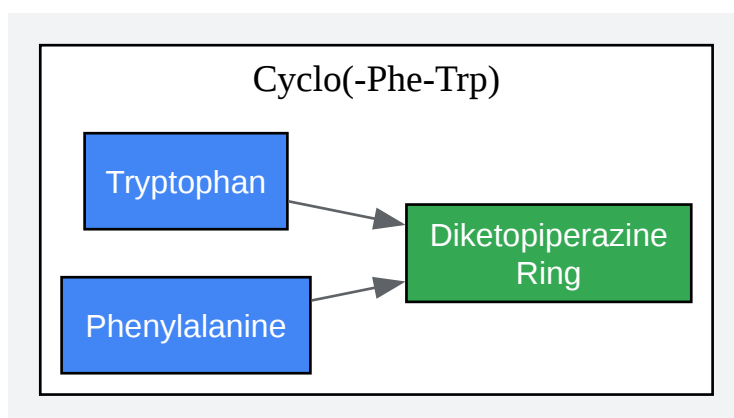 Cyclo(-Phe-Trp)
Tryptophan
Diketopiperazine
Ring
Phenylalanine